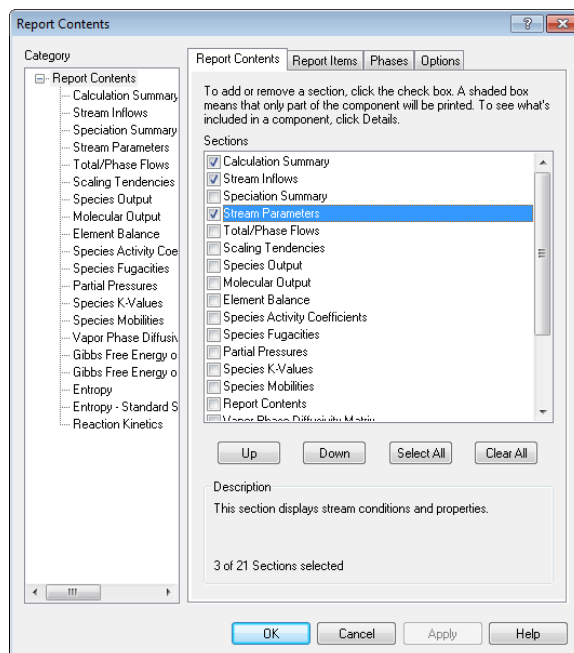 Report Contents
Category
Report Contents
Calculation Summary
Stream Inflows
Speciation Summary
Stream Parameters
Total/Phase Flows
Scaling Tendencies
Species Output
Molecular Output
Element Balance
Species Activity Coe
Species Fugacities
Partial Pressures
Species K-Values
Species Mobilities
Vapor Phase Diffusiv
Gibbs Free Energy o
Gibbs Free Energy o
Entropy
Entropy - Standard S
Reaction Kinetics
Report Contents Report Items Phases Options
To add or remove a section, click the check box. A shaded box
means that only part of the component will be printed. To see what's
included in a component, click Details.
Sections
Calculation Summary
Stream Inflows
Speciation Summary
Stream Parameters
Total/Phase Flows
Scaling Tendencies
Species Output
Molecular Output
Element Balance
Species Activity Coefficients
Species Fugacities
Partial Pressures
Species K-Values
Species Mobilities
Report Contents
Vapor Phase Diffusivity Matrix
Up Down Select All Clear All
Description
This section displays stream conditions and properties.
3 of 21 Sections selected
OK Cancel Apply Help